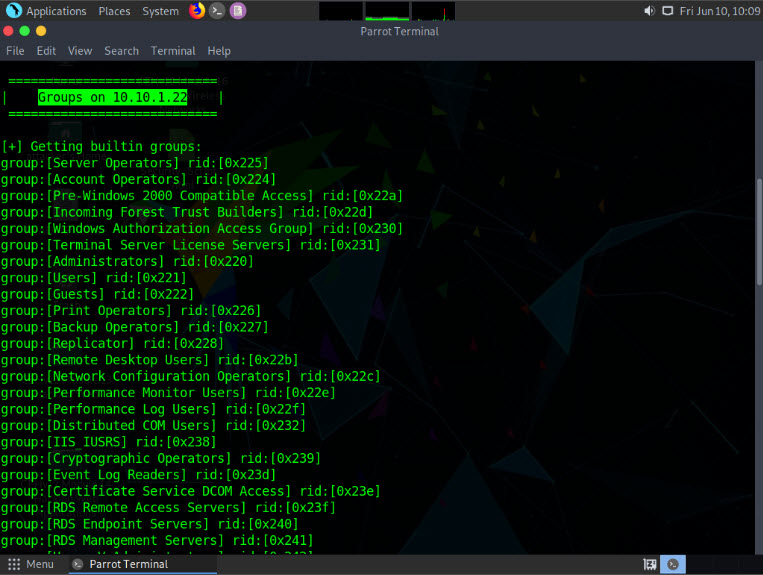 Applications Places System Fri Jun 10, 10:09
Parrot Terminal
File Edit View Search Terminal Help
=============================
| Groups on 10.10.1.22 |
=============================
[+] Getting builtin groups:
group:[Server Operators] rid:[0x225]
group:[Account Operators] rid:[0x224]
group:[Pre-Windows 2000 Compatible Access] rid:[0x22a]
group:[Incoming Forest Trust Builders] rid:[0x22d]
group:[Windows Authorization Access Group] rid:[0x230]
group:[Terminal Server License Servers] rid:[0x231]
group:[Administrators] rid:[0x220]
group:[Users] rid:[0x221]
group:[Guests] rid:[0x222]
group:[Print Operators] rid:[0x226]
group:[Backup Operators] rid:[0x227]
group:[Replicator] rid:[0x228]
group:[Remote Desktop Users] rid:[0x22b]
group:[Network Configuration Operators] rid:[0x22c]
group:[Performance Monitor Users] rid:[0x22e]
group:[Performance Log Users] rid:[0x22f]
group:[Distributed COM Users] rid:[0x232]
group:[IIS_IUSRS] rid:[0x238]
group:[Cryptographic Operators] rid:[0x239]
group:[Event Log Readers] rid:[0x23d]
group:[Certificate Service DCOM Access] rid:[0x23e]
group:[RDS Remote Access Servers] rid:[0x23f]
group:[RDS Endpoint Servers] rid:[0x240]
group:[RDS Management Servers] rid:[0x241]
Menu Parrot Terminal